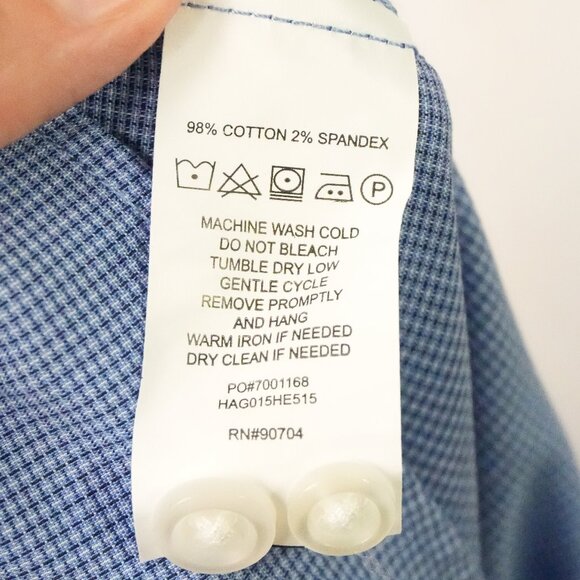 98% COTTON 2% SPANDEX
P
MACHINE WASH COLD
DO NOT BLEACH
TUMBLE DRY LOW
GENTLE CYCLE
REMOVE PROMPTLY
AND HANG
WARM IRON IF NEEDED
DRY CLEAN IF NEEDED
PO#7001168
HAG015HE515
RN#90704